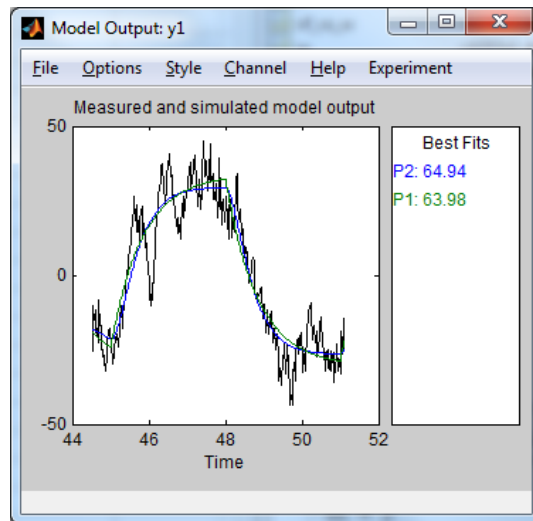 Model Output: y1
File Options Style Channel Help Experiment
Measured and simulated model output
50
0
-50
44 46 48 50 52
Time
Best Fits
P2: 64.94
P1: 63.98